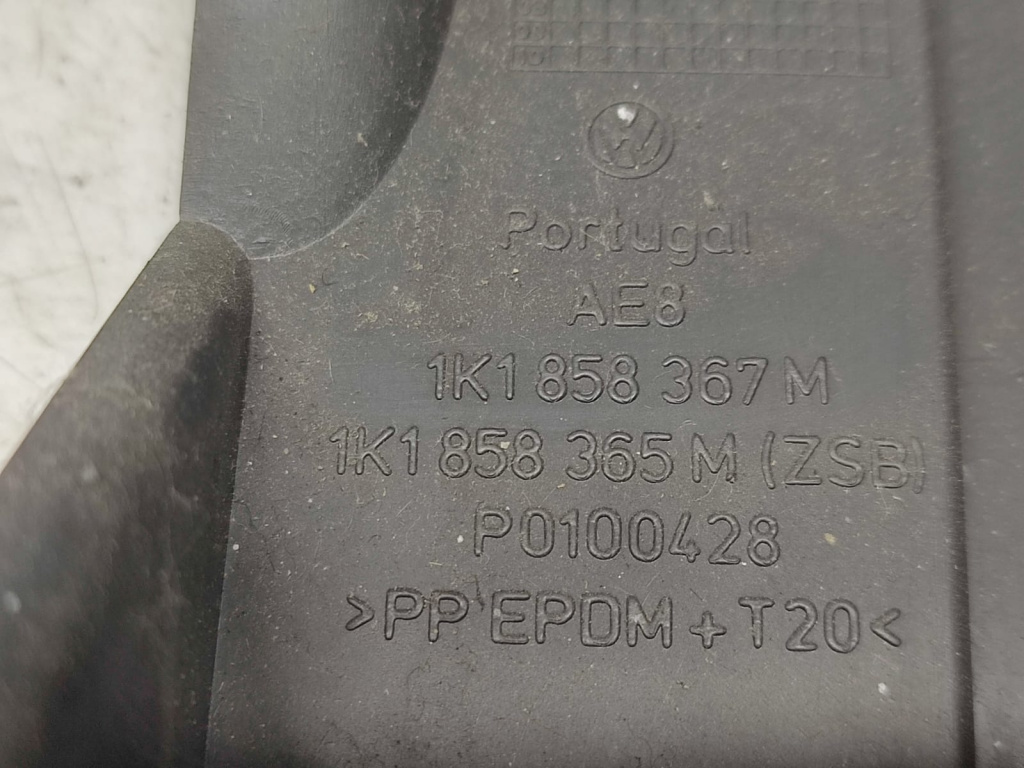 Portugal
AE8
1K1 858 367 M
1K1 858 365 M (ZSB)
P0100428
>PP EPDM + T20<